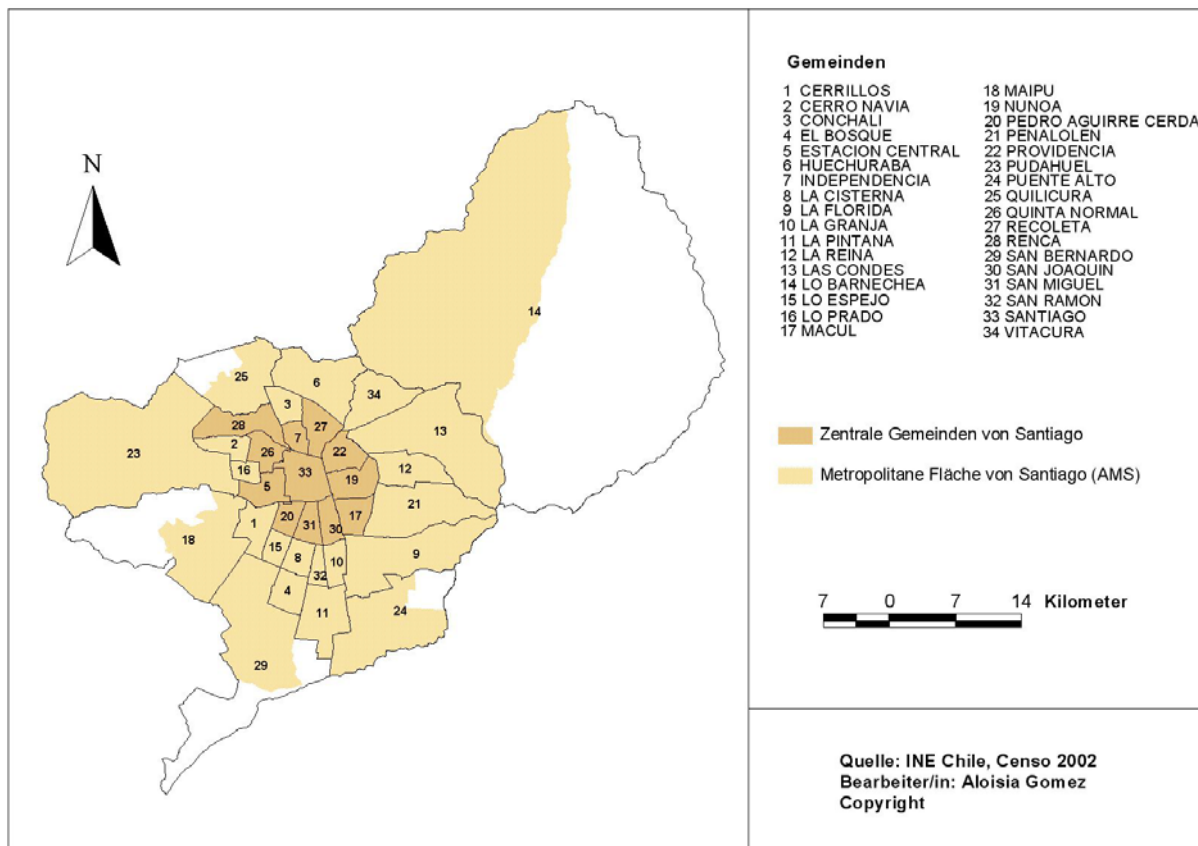 N
14
25
6
34
3
28
27
13
7
23
2
26
22
16
33
12
19
5
21
20
17
1
31
30
18
15
9
8
10
32
4
11
24
29
Gemeinden
1 CERRILLOS
2 CERRO NAVIA
3 CONCHALI
4 EL BOSQUE
5 ESTACION CENTRAL
6 HUECHURABA
7 INDEPENDENCIA
8 LA CISTERNA
9 LA FLORIDA
10 LA GRANJA
11 LA PINTANA
12 LA REINA
13 LAS CONDES
14 LO BARNECHEA
15 LO ESPEJO
16 LO PRADO
17 MACUL
18 MAIPU
19 NUNOA
20 PEDRO AGUIRRE CERDA
21 PENALOLEN
22 PROVIDENCIA
23 PUDAHUEL
24 PUENTE ALTO
25 QUILICURA
26 QUINTA NORMAL
27 RECOLETA
28 RENCA
29 SAN BERNARDO
30 SAN JOAQUIN
31 SAN MIGUEL
32 SAN RAMON
33 SANTIAGO
34 VITACURA
Zentrale Gemeinden von Santiago
Metropolitane Fläche von Santiago (AMS)
7 0 7 14 Kilometer
Quelle: INE Chile, Censo 2002
Bearbeiter/in: Aloisia Gomez
Copyright